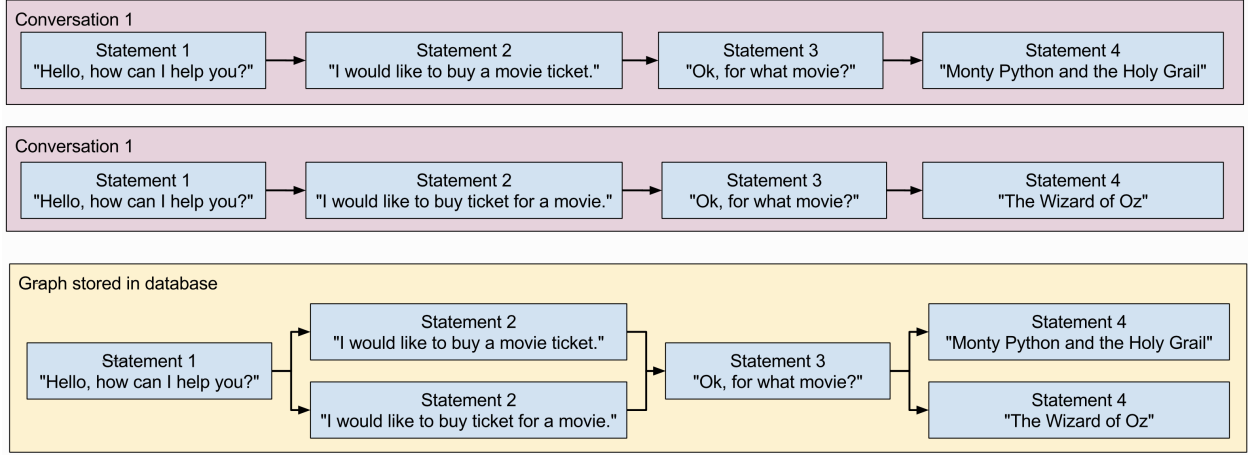 Conversation 1
Statement 1
"Hello, how can I help you?"
Statement 2
"I would like to buy a movie ticket."
Statement 3
"Ok, for what movie?"
Statement 4
"Monty Python and the Holy Grail"
Conversation 1
Statement 1
"Hello, how can I help you?"
Statement 2
"I would like to buy ticket for a movie."
Statement 3
"Ok, for what movie?"
Statement 4
"The Wizard of Oz"
Graph stored in database
Statement 1
"Hello, how can I help you?"
Statement 2
"I would like to buy a movie ticket."
Statement 2
"I would like to buy ticket for a movie."
Statement 3
"Ok, for what movie?"
Statement 4
"Monty Python and the Holy Grail"
Statement 4
"The Wizard of Oz"